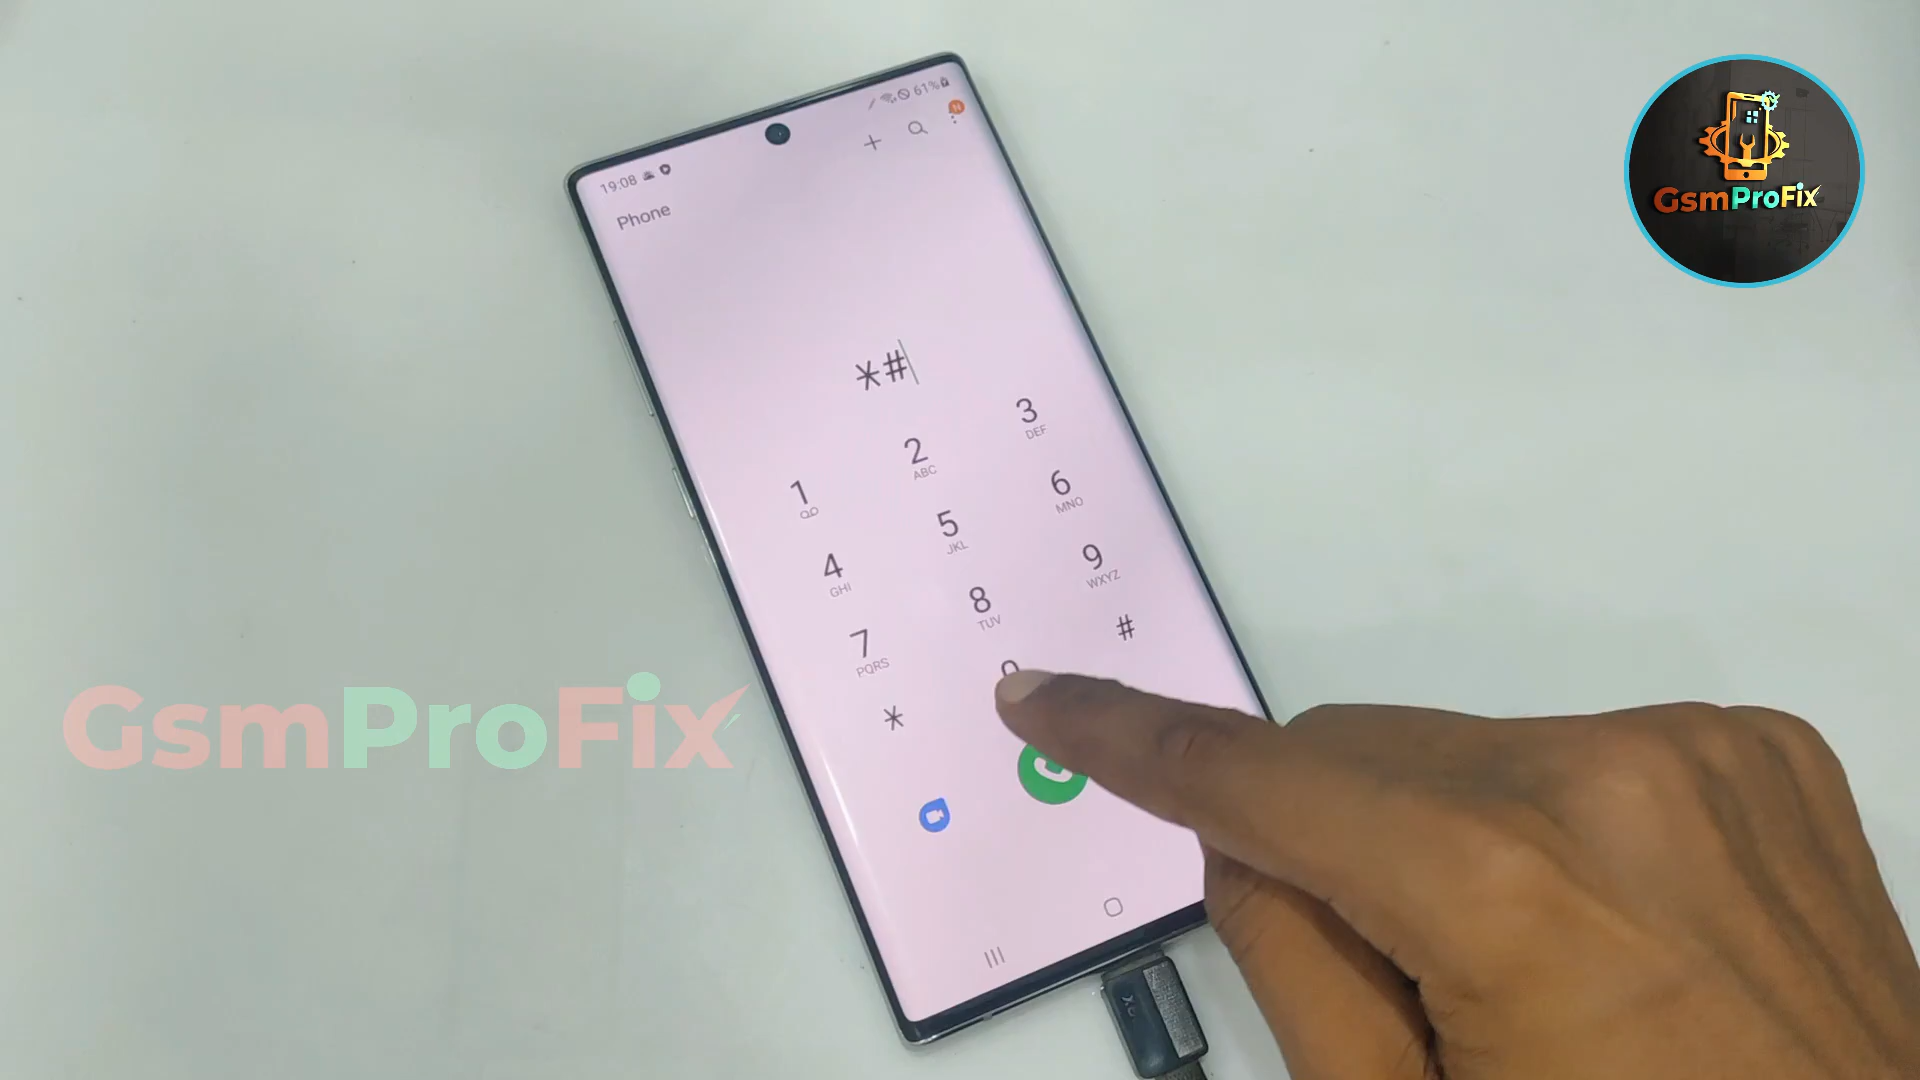 19:08
61%
N
Phone
*#
1
2
ABC
3
DEF
4
GHI
5
JKL
6
MNO
7
PQRS
8
TUV
9
WXYZ
*
0
#
GsmProFix
GsmProFix